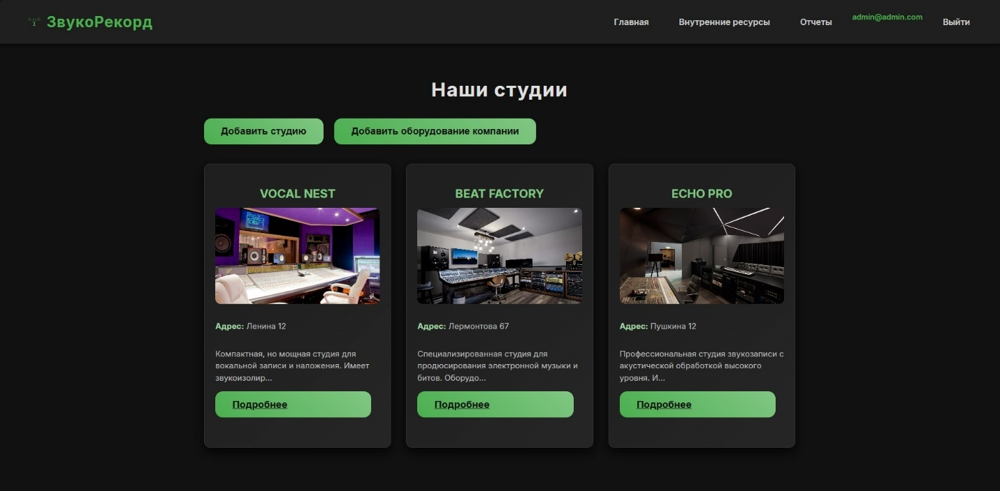 ЗвукоРекорд
Главная
Внутренние ресурсы
Отчеты
admin@admin.com
Выйти
Наши студии
Добавить студию
Добавить оборудование компании
VOCAL NEST
Адрес: Ленина 12
Компактная, но мощная студия для
вокальной записи и наложения. Имеет
звукоизолир...
Подробнее
BEAT FACTORY
Адрес: Лермонтова 67
Специализированная студия для
продюсирования электронной музыки и
битов. Оборудо...
Подробнее
ECHO PRO
Адрес: Пушкина 12
Профессиональная студия звукозаписи с
акустической обработкой высокого
уровня. И...
Подробнее